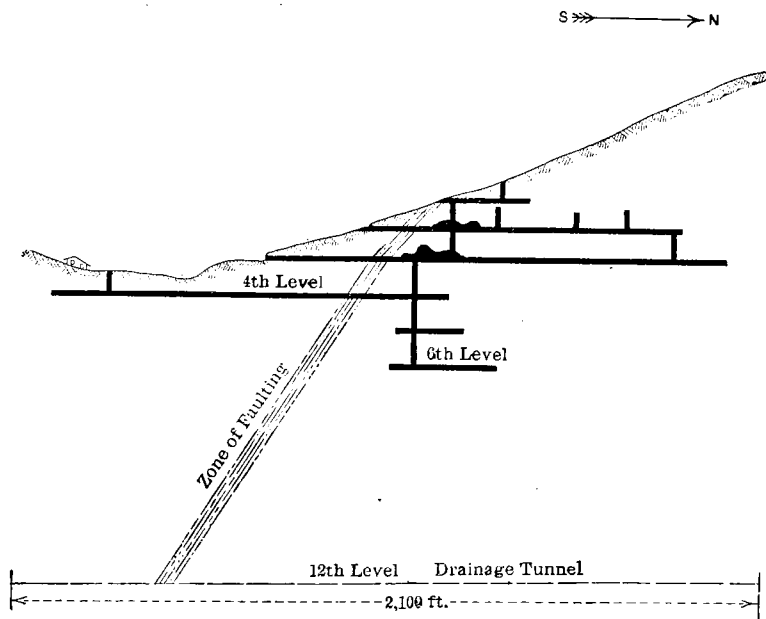 S N
4th Level
6th Level
Zone of Faulting
12th Level Drainage Tunnel
2,100 ft.